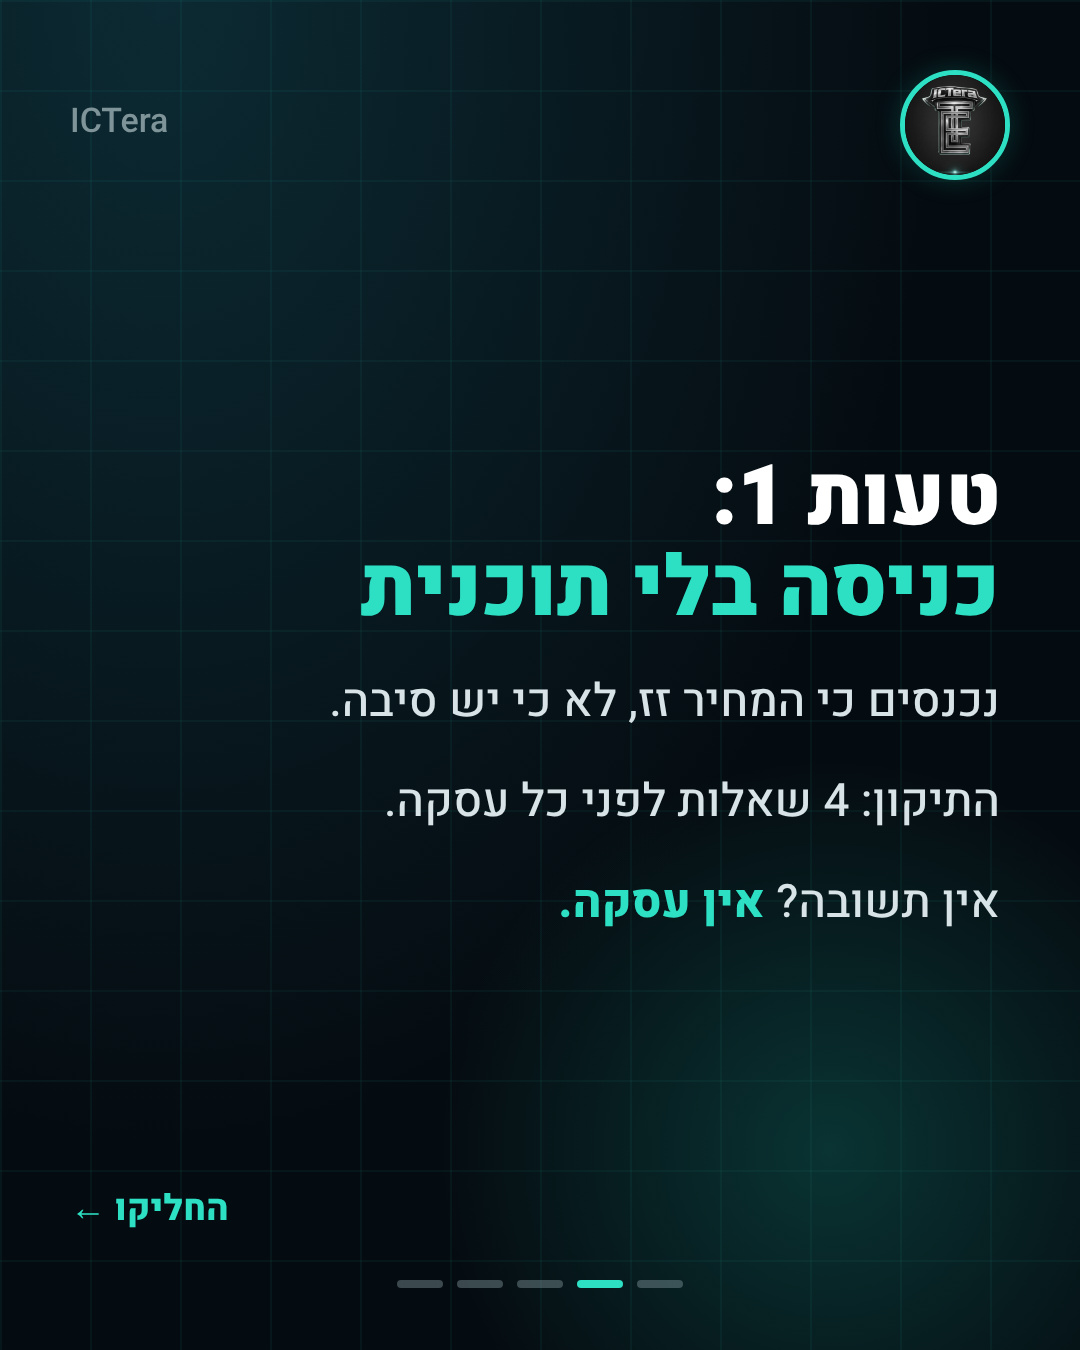 ICTera
ICTera
טעות 1:
כניסה בלי תוכנית
נכנסים כי המחיר זז, לא כי יש סיבה.
התיקון: 4 שאלות לפני כל עסקה.
אין תשובה? אין עסקה.
החליקו ←